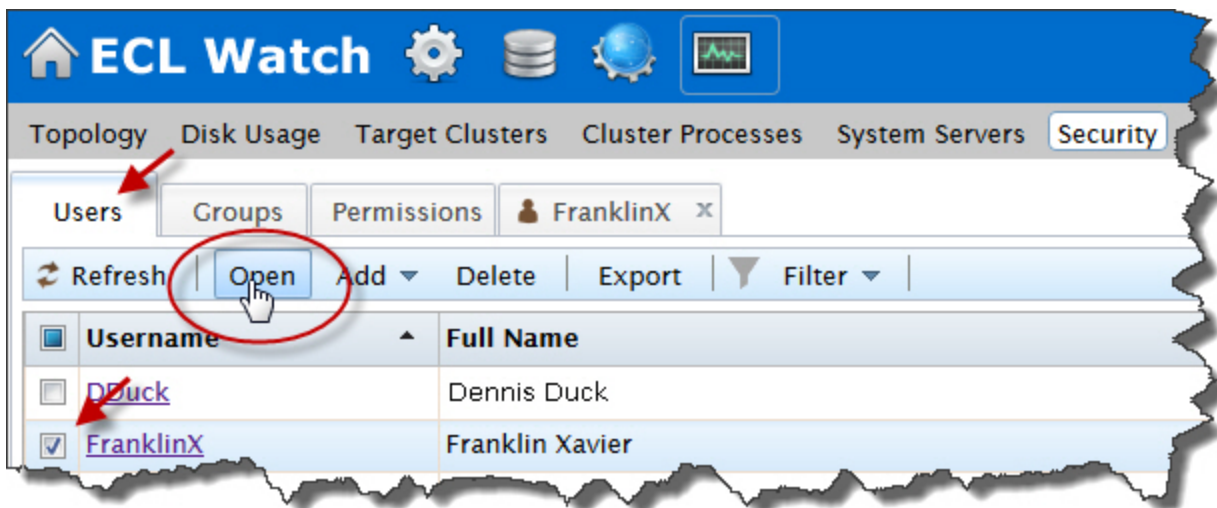 ECL Watch
Topology Disk Usage Target Clusters Cluster Processes System Servers Security
Users Groups Permissions FranklinX x
Refresh Open Add Delete Export Filter
Username Full Name
DDuck Dennis Duck
FranklinX Franklin Xavier